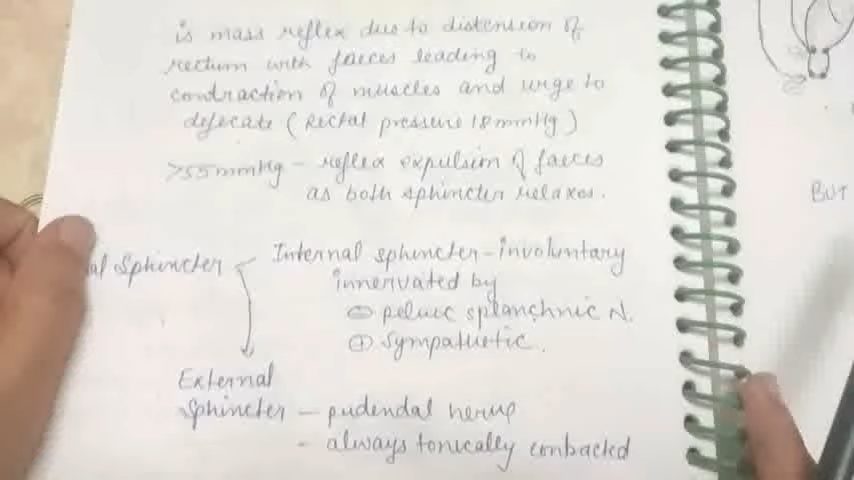 is mass reflex due to distension of
rectum with faeces leading to
contraction of muscles and urge to
defecate (Rectal pressure 18mmHg)
>55mmHg - reflex expulsion of faeces
as both sphincter relaxes.
al Sphincter
Internal sphincter - involuntary
innervated by
⊖ pelvic splanchnic N.
⊕ sympathetic.
External
Sphincter - pudendal nerve
- always tonically contracted
BUT